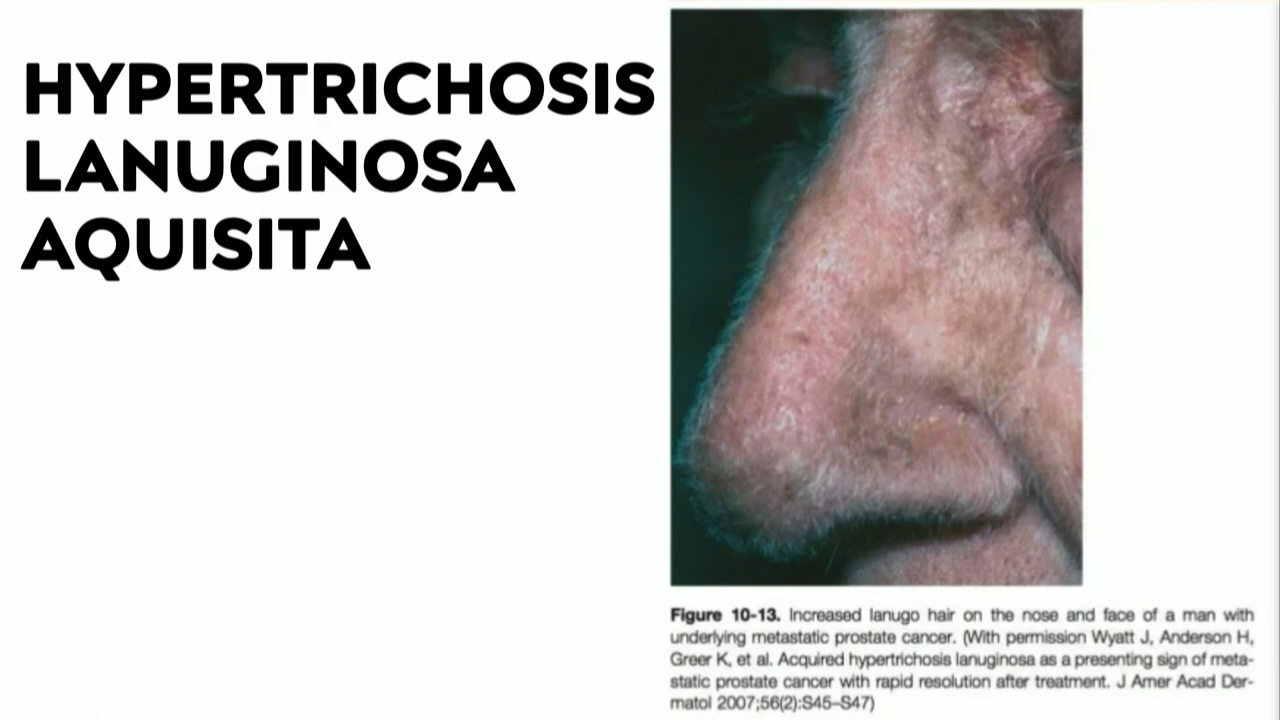 HYPERTRICHOSIS
LANUGINOSA
AQUISITA
Figure 10-13. Increased lanugo hair on the nose and face of a man with
underlying metastatic prostate cancer. (With permission Wyatt J, Anderson H,
Greer K, et al. Acquired hypertrichosis lanuginosa as a presenting sign of meta-
static prostate cancer with rapid resolution after treatment. J Amer Acad Der-
matol 2007;56(2):S45–S47)